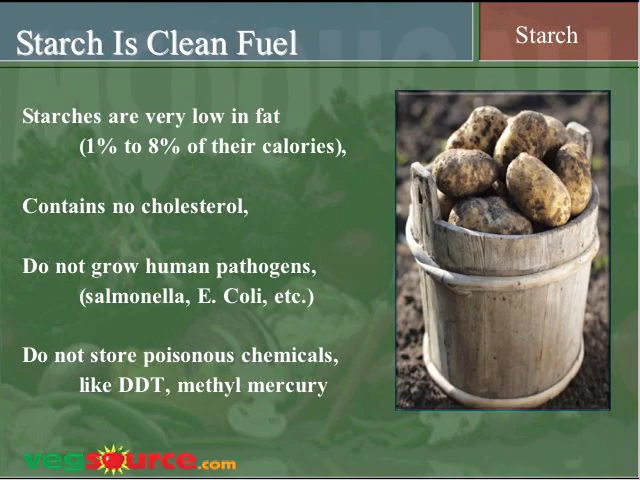 Starch Is Clean Fuel
Starch
Starches are very low in fat
(1% to 8% of their calories),
Contains no cholesterol,
Do not grow human pathogens,
(salmonella, E. Coli, etc.)
Do not store poisonous chemicals,
like DDT, methyl mercury
vegsource.com